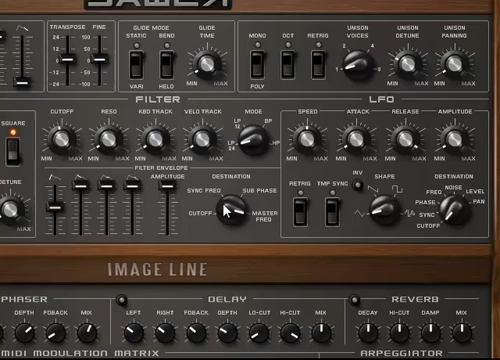 SAWER
TRANSPOSE FINE
GLIDE MODE
STATIC BEND
GLIDE TIME
MONO OCT RETRIG
UNISON VOICES
UNISON DETUNE
UNISON PANNING
24 100
0 0
-24 -100
VARI HELD
MIN MAX
POLY
2 4
MIN MAX
MIN MAX
FILTER
LFO
CUTOFF RESO KBD TRACK VELO TRACK MODE
SPEED ATTACK RELEASE AMPLITUDE
SQUARE
LP 12 BP
LP 24 HP
MIN MAX MIN MAX MIN MAX MIN MAX
MIN MAX MIN MAX MIN MAX MIN MAX
FILTER ENVELOPE
AMPLITUDE
DESTINATION
RETRIG TMP SYNC INV SHAPE DESTINATION
DETUNE
SYNC FREQ SUB PHASE
CUTOFF MASTER FREQ
NOISE
FREQ LEVEL
PHASE PAN
SYNC
CUTOFF
MIN MAX
IMAGE LINE
PHASER
DELAY
REVERB
DEPTH FDBACK MIX
LEFT RIGHT FDBACK DEPTH LO-CUT HI-CUT VOL
DECAY HI-CUT DAMP MIX
MIDI MODULATION MATRIX
ARPEGGIATOR